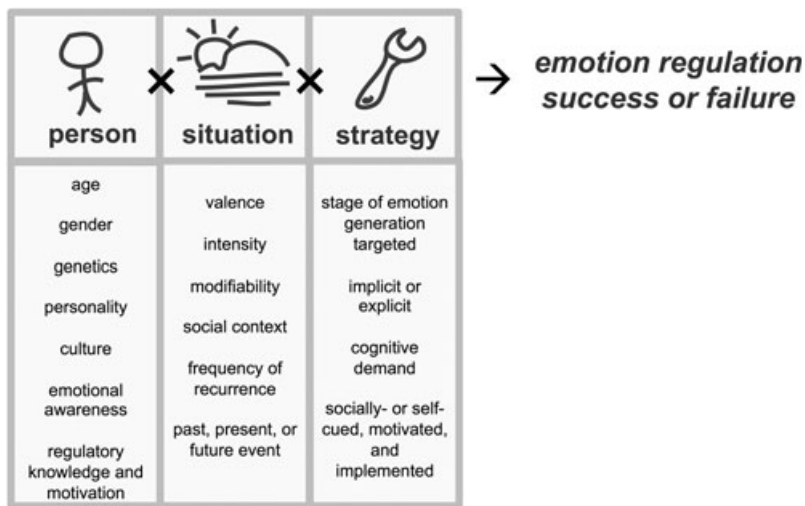 person
situation
strategy
emotion regulation
success or failure
age
gender
genetics
personality
culture
emotional
awareness
regulatory
knowledge and
motivation
valence
intensity
modifiability
social context
frequency of
recurrence
past, present, or
future event
stage of emotion
generation
targeted
implicit or
explicit
cognitive
demand
socially- or self-
cued, motivated,
and
implemented